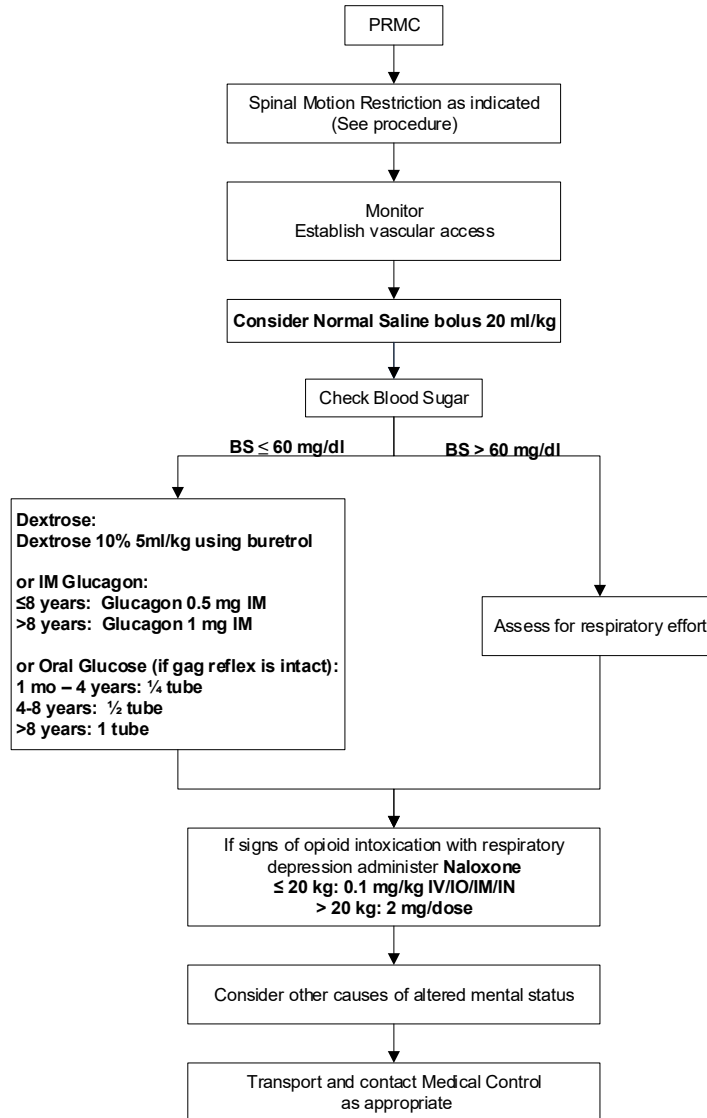 PRMC
Spinal Motion Restriction as indicated
(See procedure)
Monitor
Establish vascular access
Consider Normal Saline bolus 20 ml/kg
Check Blood Sugar
BS ≤ 60 mg/dl
BS > 60 mg/dl
Dextrose:
Dextrose 10% 5ml/kg using buretrol
or IM Glucagon:
≤8 years:  Glucagon 0.5 mg IM
>8 years:  Glucagon 1 mg IM
or Oral Glucose (if gag reflex is intact):
1 mo – 4 years: ¼ tube
4-8 years:  ½ tube
>8 years: 1 tube
Assess for respiratory effort
If signs of opioid intoxication with respiratory
depression administer Naloxone
≤ 20 kg: 0.1 mg/kg IV/IO/IM/IN
> 20 kg: 2 mg/dose
Consider other causes of altered mental status
Transport and contact Medical Control
as appropriate